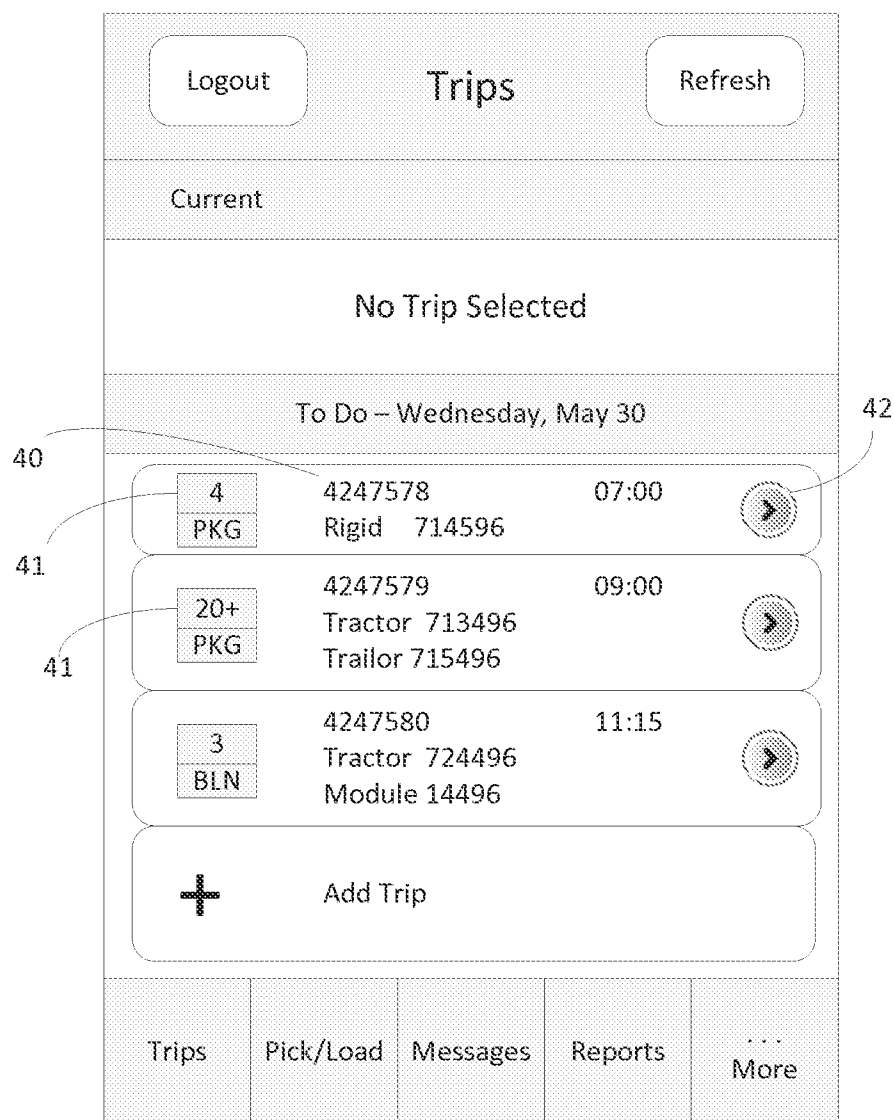 Logout Trips Refresh
Current
No Trip Selected
To Do – Wednesday, May 30
42
40
4 4247578 07:00
PKG Rigid 714596
41
20+ 4247579 09:00
PKG Tractor 713496
Trailor 715496
41
3 4247580 11:15
BLN Tractor 724496
Module 14496
+ Add Trip
Trips Pick/Load Messages Reports ... More